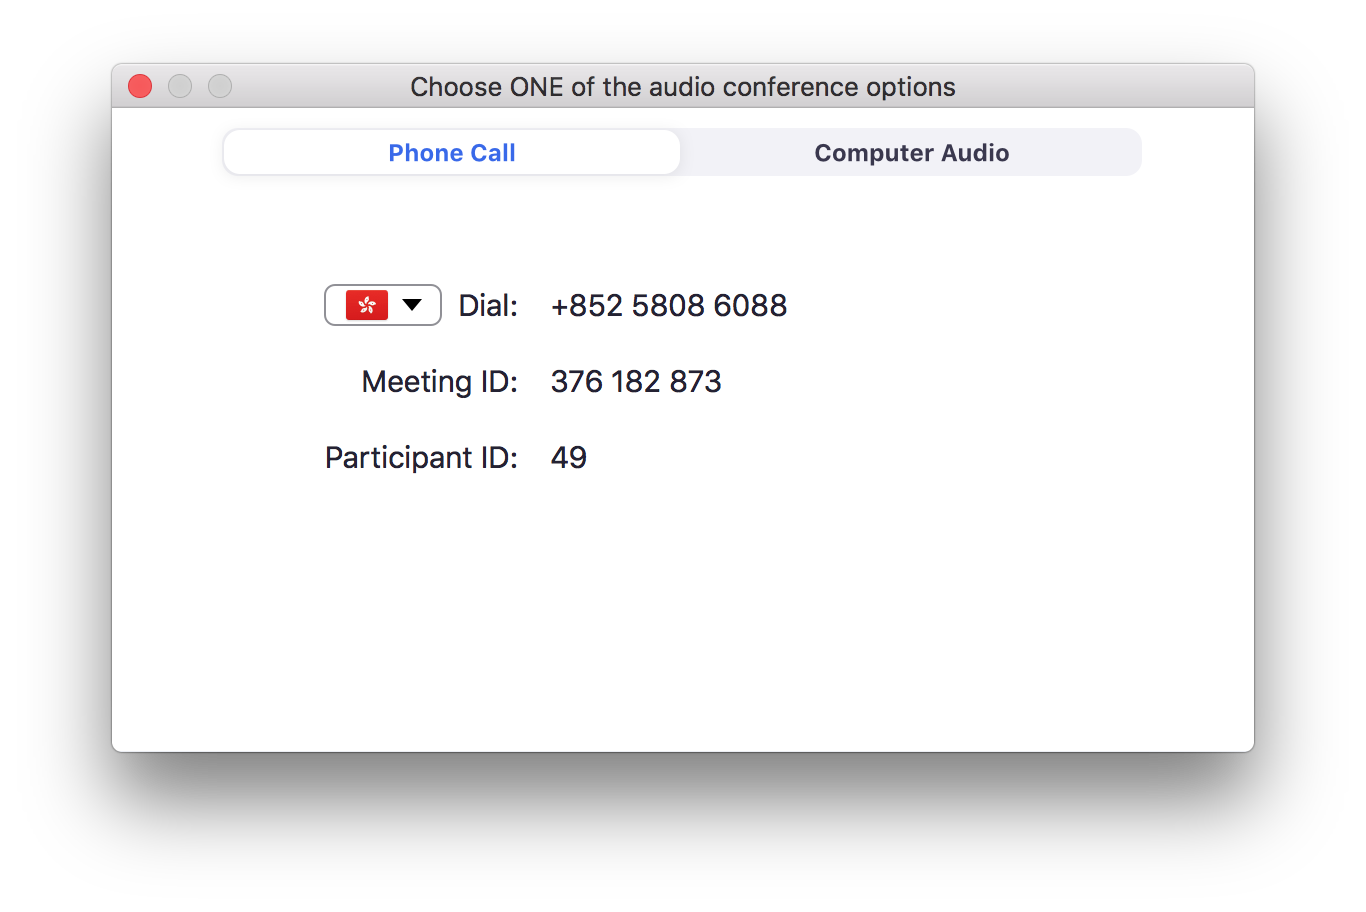 Choose ONE of the audio conference options
Phone Call Computer Audio
Dial: +852 5808 6088
Meeting ID: 376 182 873
Participant ID: 49